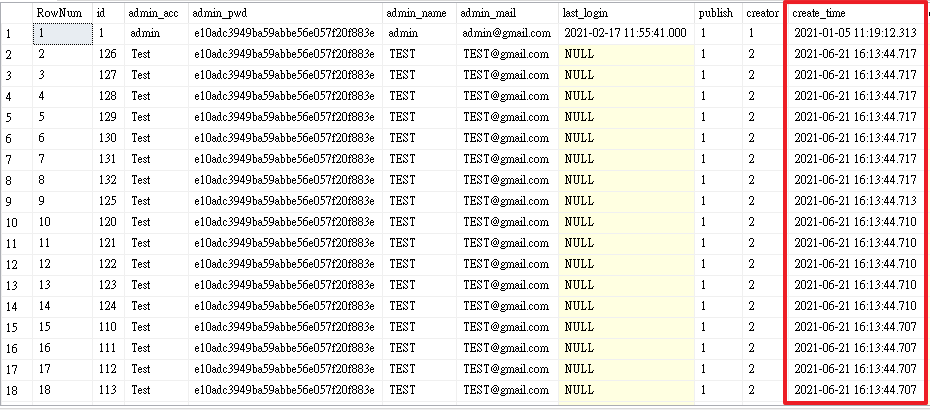 RowNum id admin_acc admin_pwd admin_name admin_mail last_login publish creator create_time
1 1 1 admin e10adc3949ba59abbe56e057f20f883e admin admin@gmail.com 2021-02-17 11:55:41.000 1 1 2021-01-05 11:19:12.313
2 2 126 Test e10adc3949ba59abbe56e057f20f883e TEST TEST@gmail.com NULL 1 2 2021-06-21 16:13:44.717
3 3 127 Test e10adc3949ba59abbe56e057f20f883e TEST TEST@gmail.com NULL 1 2 2021-06-21 16:13:44.717
4 4 128 Test e10adc3949ba59abbe56e057f20f883e TEST TEST@gmail.com NULL 1 2 2021-06-21 16:13:44.717
5 5 129 Test e10adc3949ba59abbe56e057f20f883e TEST TEST@gmail.com NULL 1 2 2021-06-21 16:13:44.717
6 6 130 Test e10adc3949ba59abbe56e057f20f883e TEST TEST@gmail.com NULL 1 2 2021-06-21 16:13:44.717
7 7 131 Test e10adc3949ba59abbe56e057f20f883e TEST TEST@gmail.com NULL 1 2 2021-06-21 16:13:44.717
8 8 132 Test e10adc3949ba59abbe56e057f20f883e TEST TEST@gmail.com NULL 1 2 2021-06-21 16:13:44.717
9 9 125 Test e10adc3949ba59abbe56e057f20f883e TEST TEST@gmail.com NULL 1 2 2021-06-21 16:13:44.713
10 10 120 Test e10adc3949ba59abbe56e057f20f883e TEST TEST@gmail.com NULL 1 2 2021-06-21 16:13:44.710
11 11 121 Test e10adc3949ba59abbe56e057f20f883e TEST TEST@gmail.com NULL 1 2 2021-06-21 16:13:44.710
12 12 122 Test e10adc3949ba59abbe56e057f20f883e TEST TEST@gmail.com NULL 1 2 2021-06-21 16:13:44.710
13 13 123 Test e10adc3949ba59abbe56e057f20f883e TEST TEST@gmail.com NULL 1 2 2021-06-21 16:13:44.710
14 14 124 Test e10adc3949ba59abbe56e057f20f883e TEST TEST@gmail.com NULL 1 2 2021-06-21 16:13:44.710
15 15 110 Test e10adc3949ba59abbe56e057f20f883e TEST TEST@gmail.com NULL 1 2 2021-06-21 16:13:44.707
16 16 111 Test e10adc3949ba59abbe56e057f20f883e TEST TEST@gmail.com NULL 1 2 2021-06-21 16:13:44.707
17 17 112 Test e10adc3949ba59abbe56e057f20f883e TEST TEST@gmail.com NULL 1 2 2021-06-21 16:13:44.707
18 18 113 Test e10adc3949ba59abbe56e057f20f883e TEST TEST@gmail.com NULL 1 2 2021-06-21 16:13:44.707